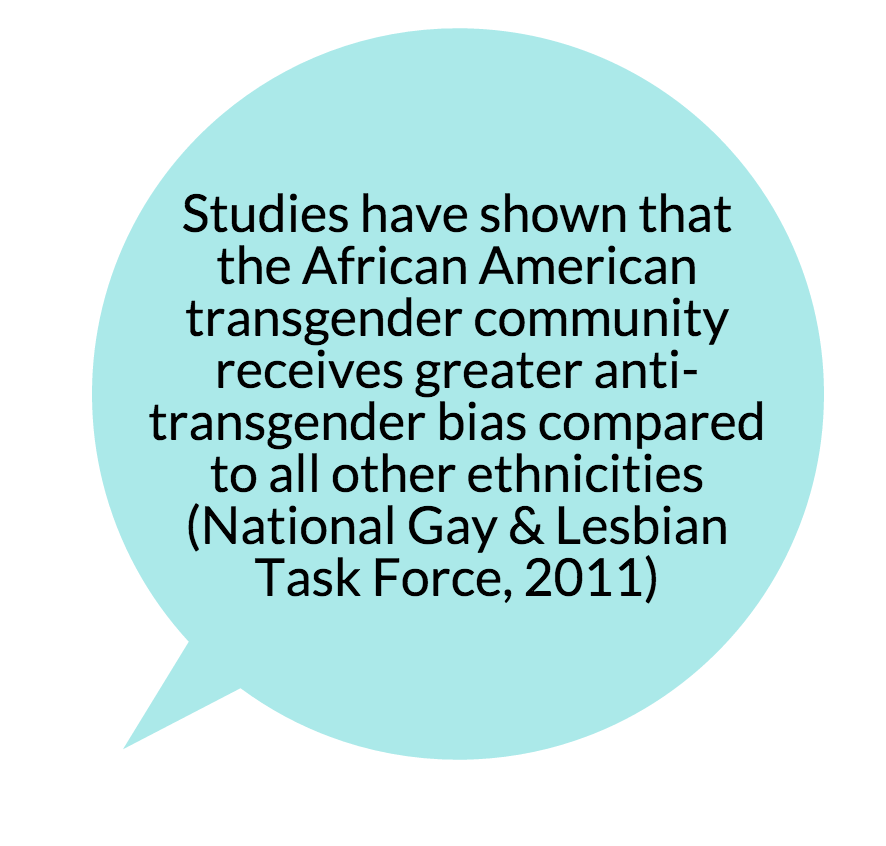 Studies have shown that
the African American
transgender community
receives greater anti-
transgender bias compared
to all other ethnicities
(National Gay & Lesbian
Task Force, 2011)